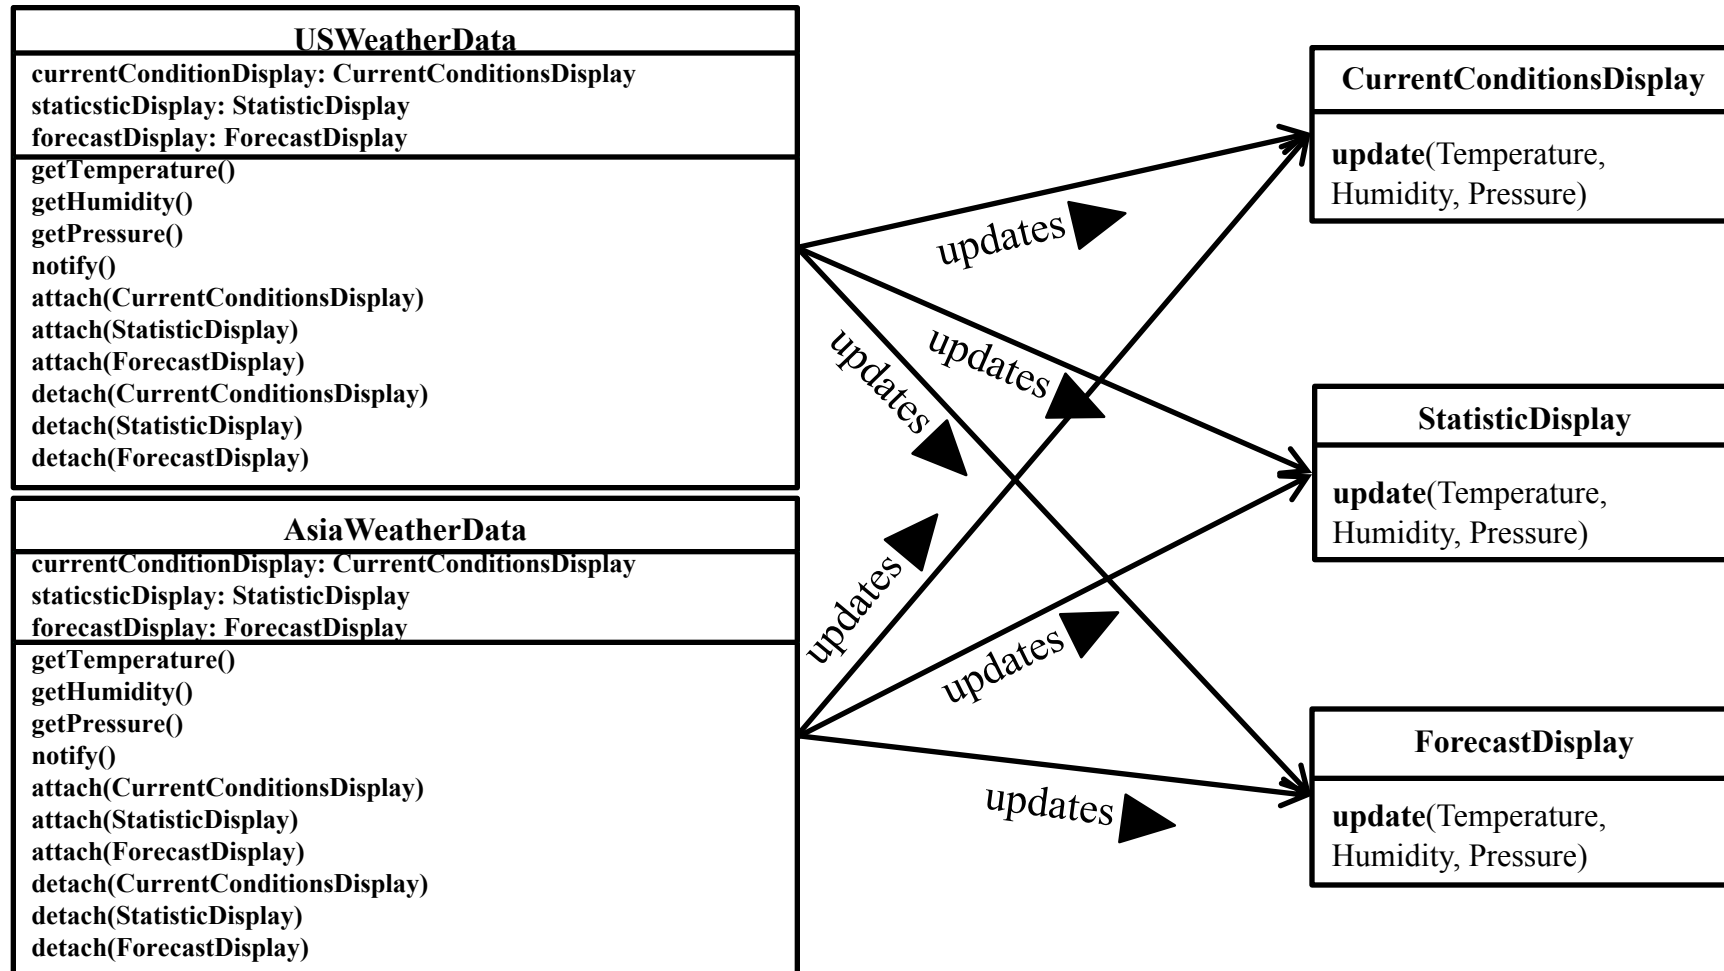 USWeatherData
currentConditionDisplay: CurrentConditionsDisplay
staticsticDisplay: StatisticDisplay
forecastDisplay: ForecastDisplay
getTemperature()
getHumidity()
getPressure()
notify()
attach(CurrentConditionsDisplay)
attach(StatisticDisplay)
attach(ForecastDisplay)
detach(CurrentConditionsDisplay)
detach(StatisticDisplay)
detach(ForecastDisplay)
AsiaWeatherData
currentConditionDisplay: CurrentConditionsDisplay
staticsticDisplay: StatisticDisplay
forecastDisplay: ForecastDisplay
getTemperature()
getHumidity()
getPressure()
notify()
attach(CurrentConditionsDisplay)
attach(StatisticDisplay)
attach(ForecastDisplay)
detach(CurrentConditionsDisplay)
detach(StatisticDisplay)
detach(ForecastDisplay)
updates
updates
updates
updates
updates
updates
CurrentConditionsDisplay
update(Temperature,
Humidity, Pressure)
StatisticDisplay
update(Temperature,
Humidity, Pressure)
ForecastDisplay
update(Temperature,
Humidity, Pressure)